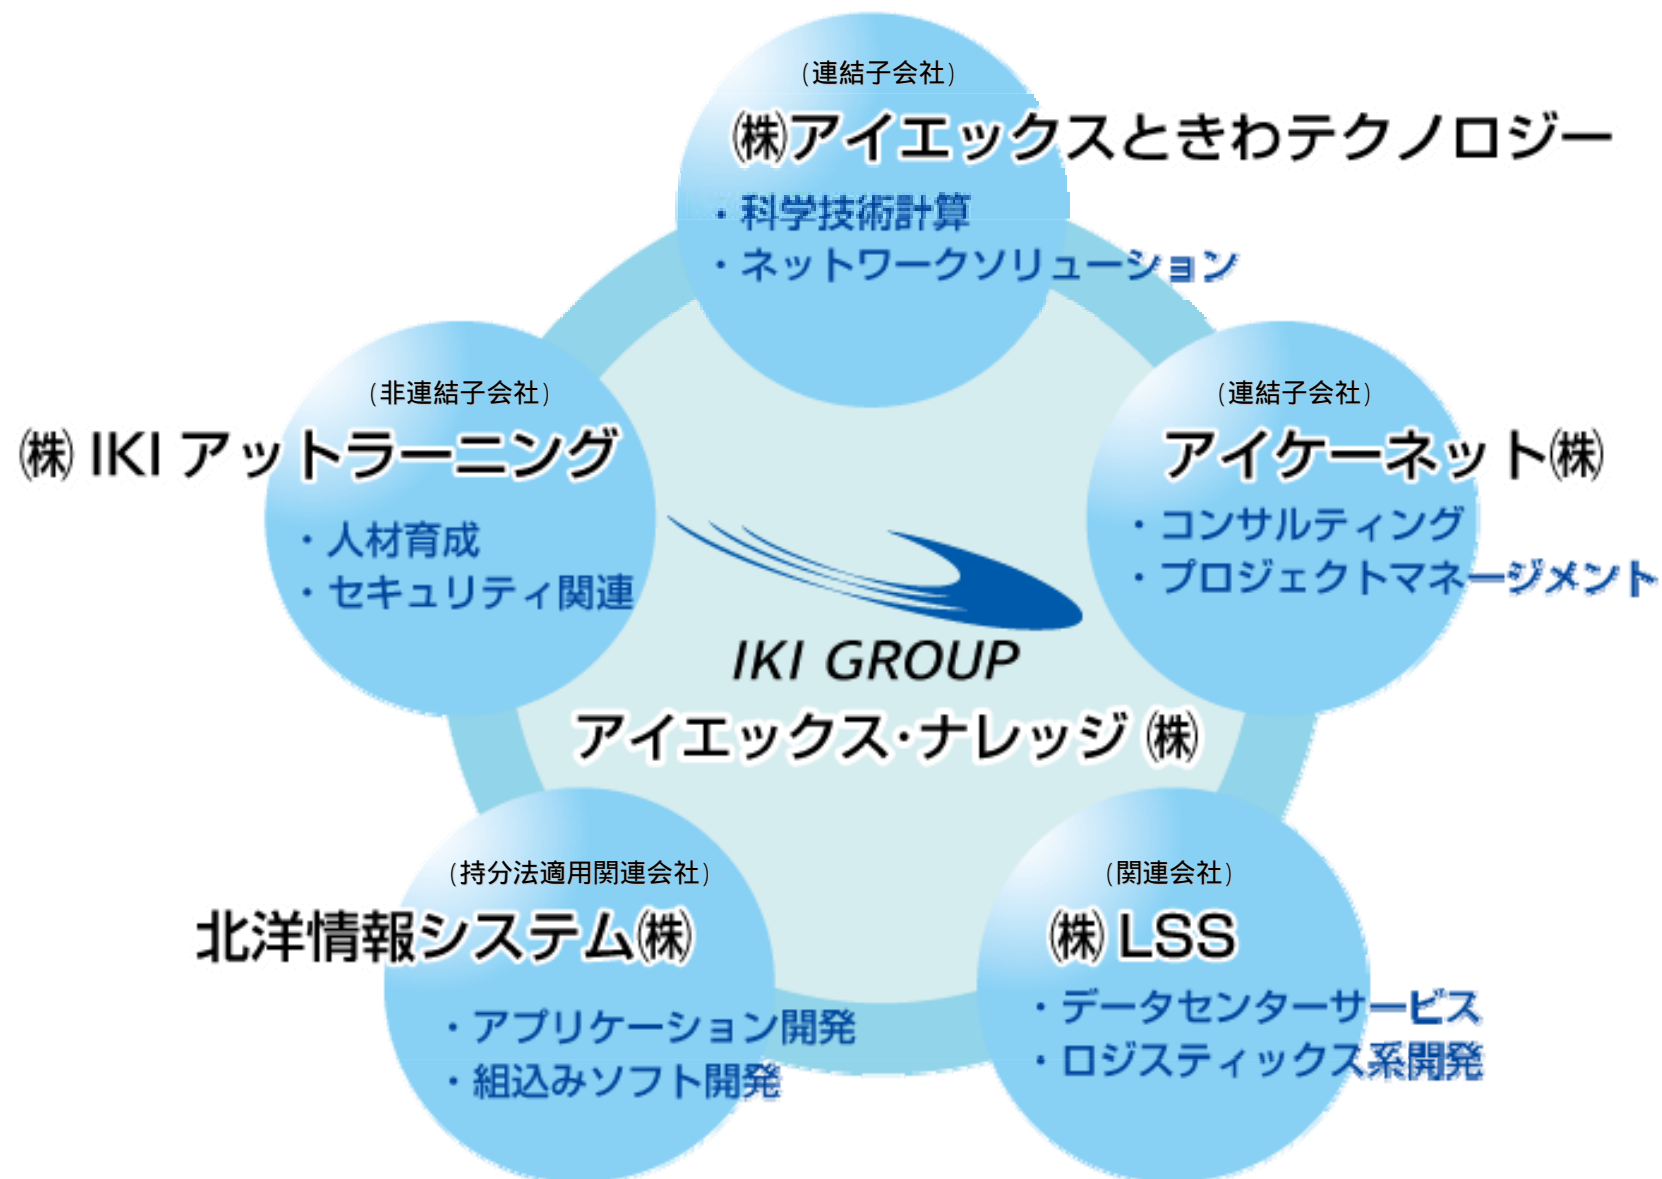 (連結子会社)
㈱アイエックスときわテクノロジー
・科学技術計算
・ネットワークソリューション
(非連結子会社)
㈱ IKI アットラーニング
・人材育成
・セキュリティ関連
(連結子会社)
アイケーネット㈱
・コンサルティング
・プロジェクトマネージメント
IKI GROUP
アイエックス・ナレッジ ㈱
(持分法適用関連会社)
北洋情報システム㈱
・アプリケーション開発
・組込みソフト開発
(関連会社)
㈱ LSS
・データセンターサービス
・ロジスティックス系開発